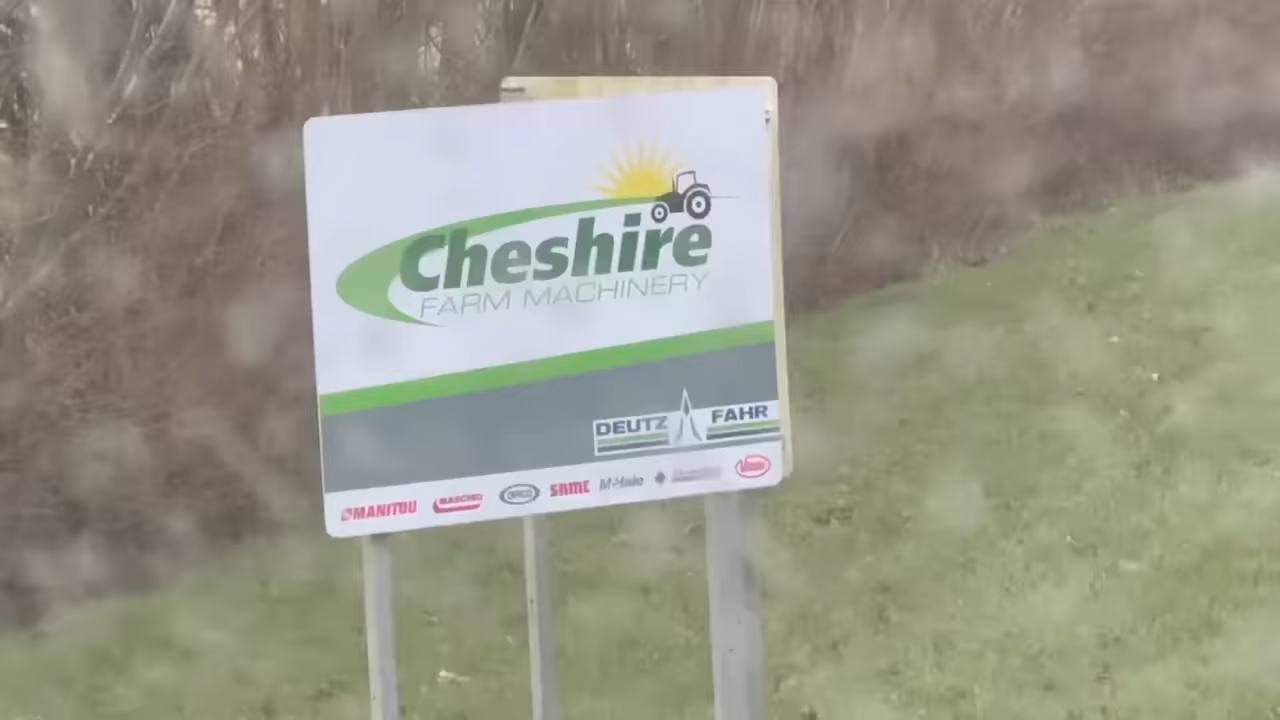 Cheshire
FARM MACHINERY
DEUTZ FAHR
MANITOU MASCHIO SAME McHale